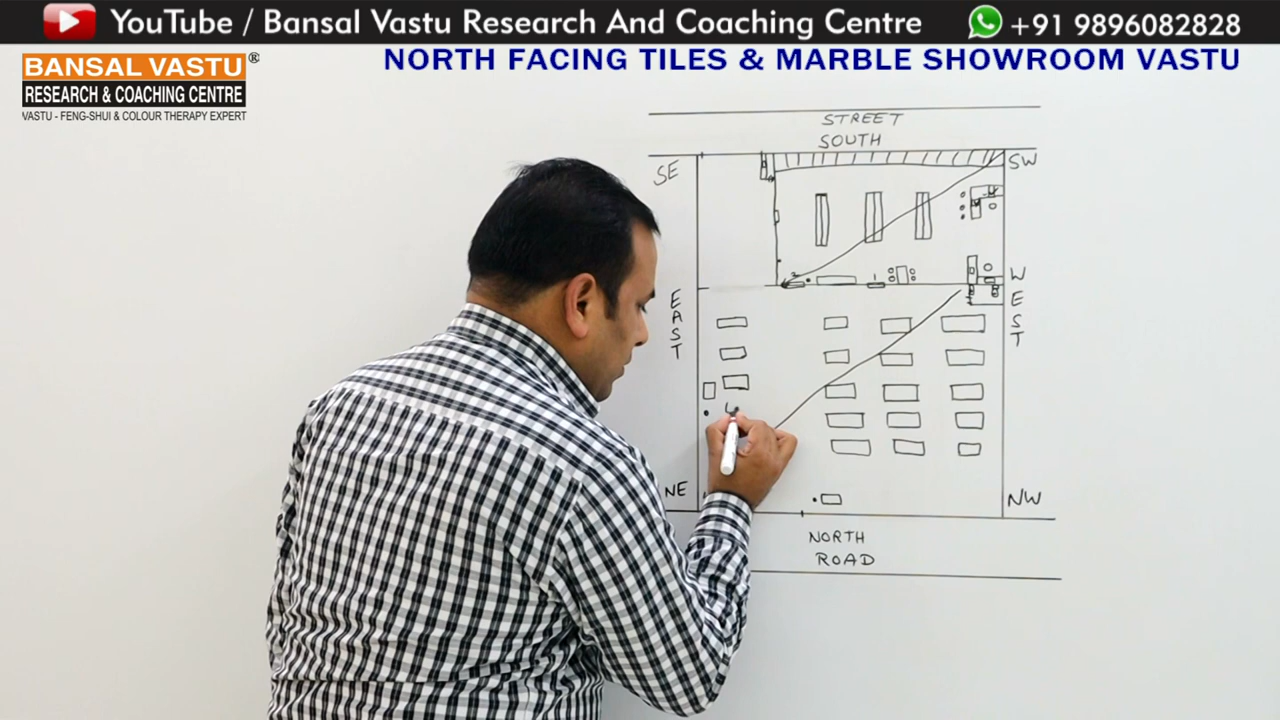 YouTube / Bansal Vastu Research And Coaching Centre
+91 9896082828
NORTH FACING TILES & MARBLE SHOWROOM VASTU
BANSAL VASTU®
RESEARCH & COACHING CENTRE
VASTU - FENG-SHUI & COLOUR THERAPY EXPERT
STREET
SOUTH
SE
SW
EAST
WEST
NE
NW
NORTH
ROAD